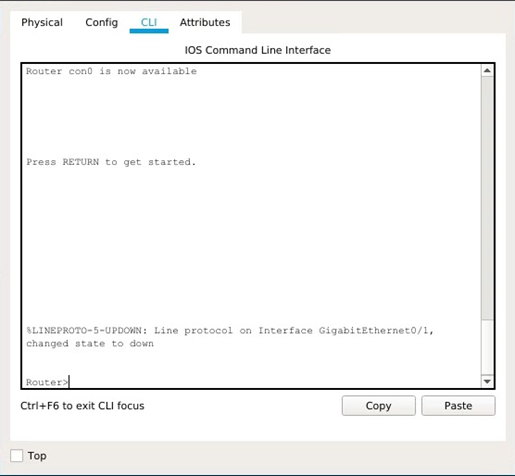 Physical Config CLI Attributes
IOS Command Line Interface
Router con0 is now available
Press RETURN to get started.
%LINEPROTO-5-UPDOWN: Line protocol on Interface GigabitEthernet0/1,
changed state to down
Router>
Ctrl+F6 to exit CLI focus Copy Paste
Top